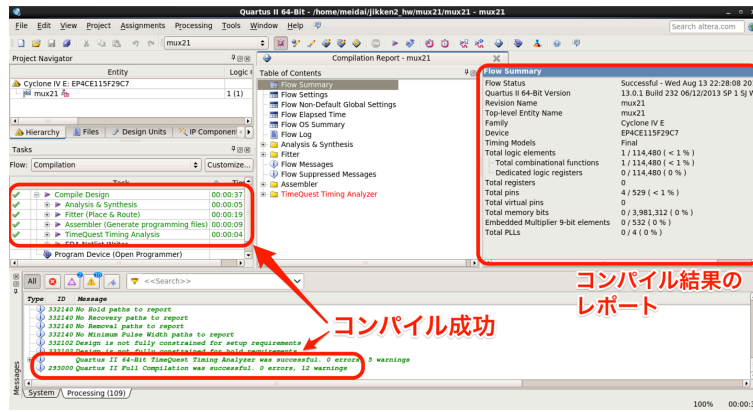 Quartus II 64-Bit - /home/meidai/jikken2_hw/mux21/mux21 - mux21
File Edit View Project Assignments Processing Tools Window Help
Search altera.com
mux21
Project Navigator
Entity
Logic
Cyclone IV E: EP4CE115F29C7
mux21
1 (1)
Hierarchy Files Design Units IP Component
Tasks
Flow: Compilation
Customize...
Task
Compile Design 00:00:37
Analysis & Synthesis 00:00:05
Fitter (Place & Route) 00:00:19
Assembler (Generate programming files) 00:00:09
TimeQuest Timing Analysis 00:00:04
EDA Netlist Writer
Program Device (Open Programmer)
Compilation Report - mux21
Table of Contents
Flow Summary
Flow Settings
Flow Non-Default Global Settings
Flow Elapsed Time
Flow OS Summary
Flow Log
Analysis & Synthesis
Fitter
Flow Messages
Flow Suppressed Messages
Assembler
TimeQuest Timing Analyzer
Flow Summary
Flow Status Successful - Wed Aug 13 22:28:08 20
Quartus II 64-Bit Version 13.0.1 Build 232 06/12/2013 SP 1 SJ W
Revision Name mux21
Top-level Entity Name mux21
Family Cyclone IV E
Device EP4CE115F29C7
Timing Models Final
Total logic elements 1 / 114,480 ( < 1 % )
Total combinational functions 1 / 114,480 ( < 1 % )
Dedicated logic registers 0 / 114,480 ( 0 % )
Total registers 0
Total pins 4 / 529 ( < 1 % )
Total virtual pins 0
Total memory bits 0 / 3,981,312 ( 0 % )
Embedded Multiplier 9-bit elements 0 / 532 ( 0 % )
Total PLLs 0 / 4 ( 0 % )
コンパイル結果の
レポート
コンパイル成功
All
<<Search>>
Type ID Message
332140 No Hold paths to report
332140 No Recovery paths to report
332140 No Removal paths to report
332140 No Minimum Pulse Width paths to report
332102 Design is not fully constrained for setup requirements
332102 Design is not fully constrained for hold requirements
Quartus II 64-Bit TimeQuest Timing Analyzer was successful. 0 errors, 5 warnings
293000 Quartus II Full Compilation was successful. 0 errors, 12 warnings
Messages
System Processing (109)
100% 00:00:3